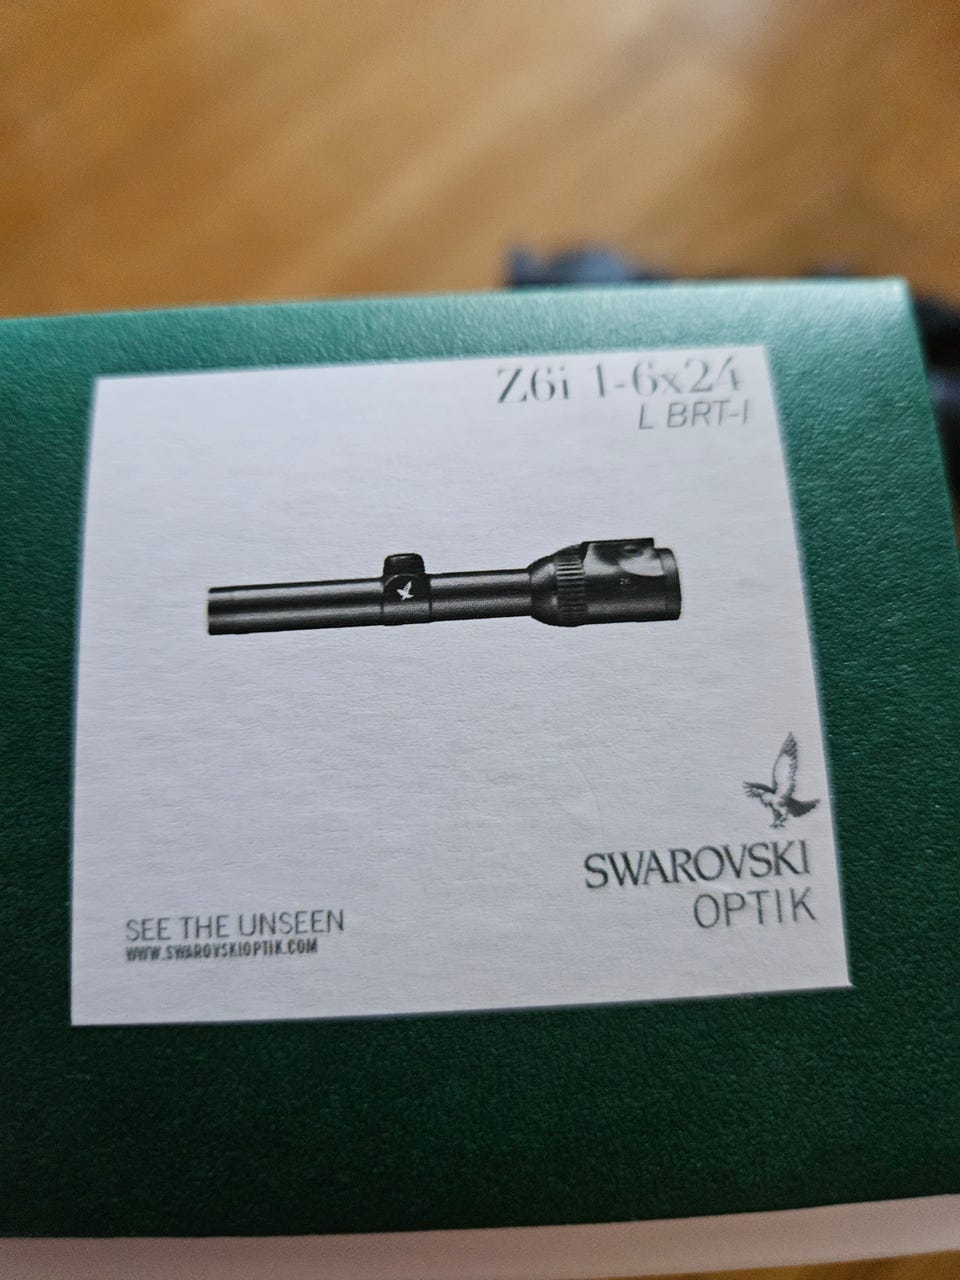 Z6i 1-6x24
L BRT-I
SWAROVSKI
OPTIK
SEE THE UNSEEN
WWW.SWAROVSKIOPTIK.COM